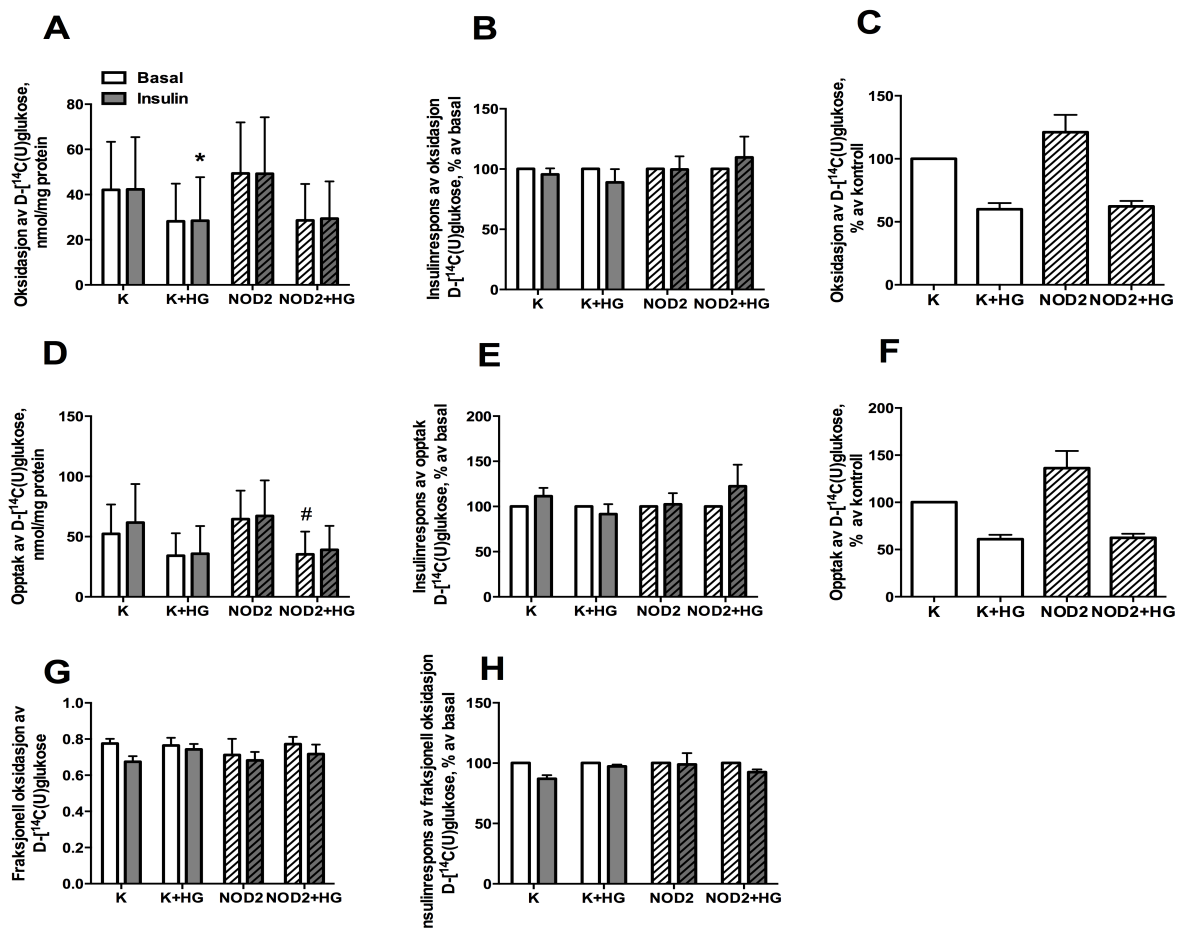 A
Basal
Insulin
Oksidasjon av D-[¹⁴C(U)glukose,
nmol/mg protein
80
60
40
20
0
*
K
K+HG
NOD2
NOD2+HG
B
Insulinrespons av oksidasjon
D-[¹⁴C(U)glukose, % av basal
150
100
50
0
K
K+HG
NOD2
NOD2+HG
C
Oksidasjon av D-[¹⁴C(U)glukose,
% av kontroll
150
100
50
0
K
K+HG
NOD2
NOD2+HG
D
Opptak av D-[¹⁴C(U)glukose,
nmol/mg protein
150
100
50
0
#
K
K+HG
NOD2
NOD2+HG
E
Insulinrespons av opptak
D-[¹⁴C(U)glukose, % av basal
200
150
100
50
0
K
K+HG
NOD2
NOD2+HG
F
Opptak av D-[¹⁴C(U)glukose,
% av kontroll
200
150
100
50
0
K
K+HG
NOD2
NOD2+HG
G
Fraksjonell oksidasjon av
D-[¹⁴C(U)glukose
1.0
0.8
0.6
0.4
0.2
0.0
K
K+HG
NOD2
NOD2+HG
H
nsulinrespons av fraksjonell oksidasjon
D-[¹⁴C(U)glukose, % av basal
150
100
50
0
K
K+HG
NOD2
NOD2+HG